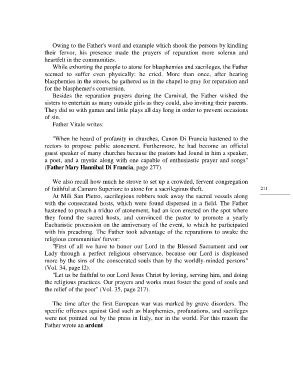 Owing to the Father's word and example which shook the persons by kindling
their fervor, his presence made the prayers of reparation more solemn and
heartfelt in the communities.
While exhorting the people to atone for blasphemies and sacrileges, the Father
seemed to suffer even physically: he cried. More than once, after hearing
blasphemies in the streets, he gathered us in the chapel to pray for reparation and
for the blasphemer's conversion.
Besides the reparation prayers during the Carnival, the Father wished the
sisters to entertain as many outside girls as they could, also inviting their parents.
They did so with games and little plays all day long in order to prevent occasions
of sin.
Father Vitale writes:
"When he heard of profanity in churches, Canon Di Francia hastened to the
rectors to propose public atonement. Furthermore, he had become an official
guest speaker of many churches because the pastors had found in him a speaker,
a poet, and a mystic along with one capable of enthusiastic prayer and songs"
(Father Mary Hannibal Di Francia, page 277).
We also recall how much he strove to set up a crowded, fervent congregation
of faithful at Camaro Superiore to atone for a sacrilegious theft.
211
At Mili San Pietro, sacrilegious robbers took away the sacred vessels along
with the consecrated hosts, which were found dispersed in a field. The Father
hastened to preach a triduo of atonement, had an icon erected on the spot where
they found the sacred hosts, and convinced the pastor to promote a yearly
Eucharistic procession on the anniversary of the event, to which he participated
with his preaching. The Father took advantage of the reparations to awake the
religious communities' fervor:
"First of all we have to honor our Lord in the Blessed Sacrament and our
Lady through a perfect religious observance, because our Lord is displeased
more by the sins of the consecrated souls than by the worldly-minded persons"
(Vol. 34, page l2).
"Let us be faithful to our Lord Jesus Christ by loving, serving him, and doing
the religious practices. Our prayers and works must foster the good of souls and
the relief of the poor" (Vol. 35, page 217).
The time after the first European war was marked by grave disorders. The
specific offenses against God such as blasphemies, profanations, and sacrileges
were not pointed out by the press in Italy, nor in the world. For this reason the
Father wrote an ardent